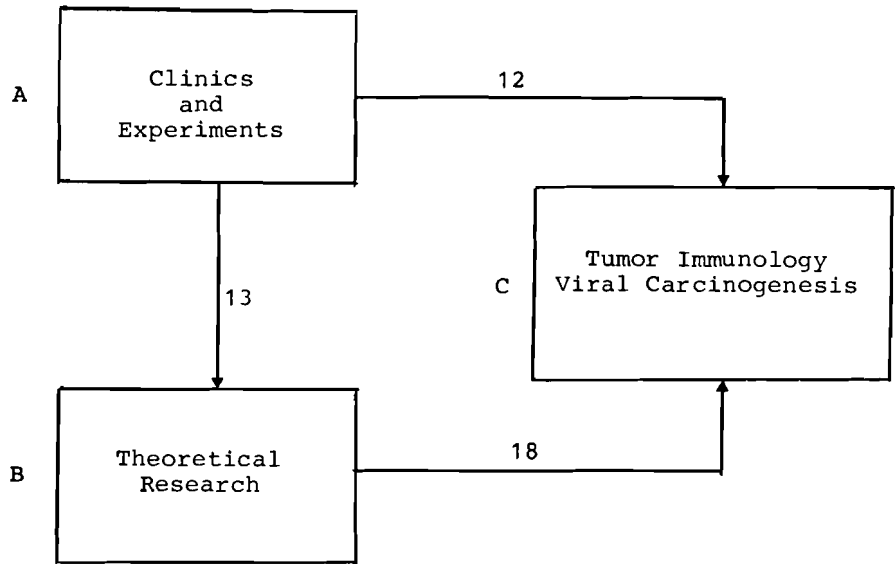 A
Clinics
and
Experiments
12
13
C
Tumor Immunology
Viral Carcinogenesis
B
Theoretical
Research
18